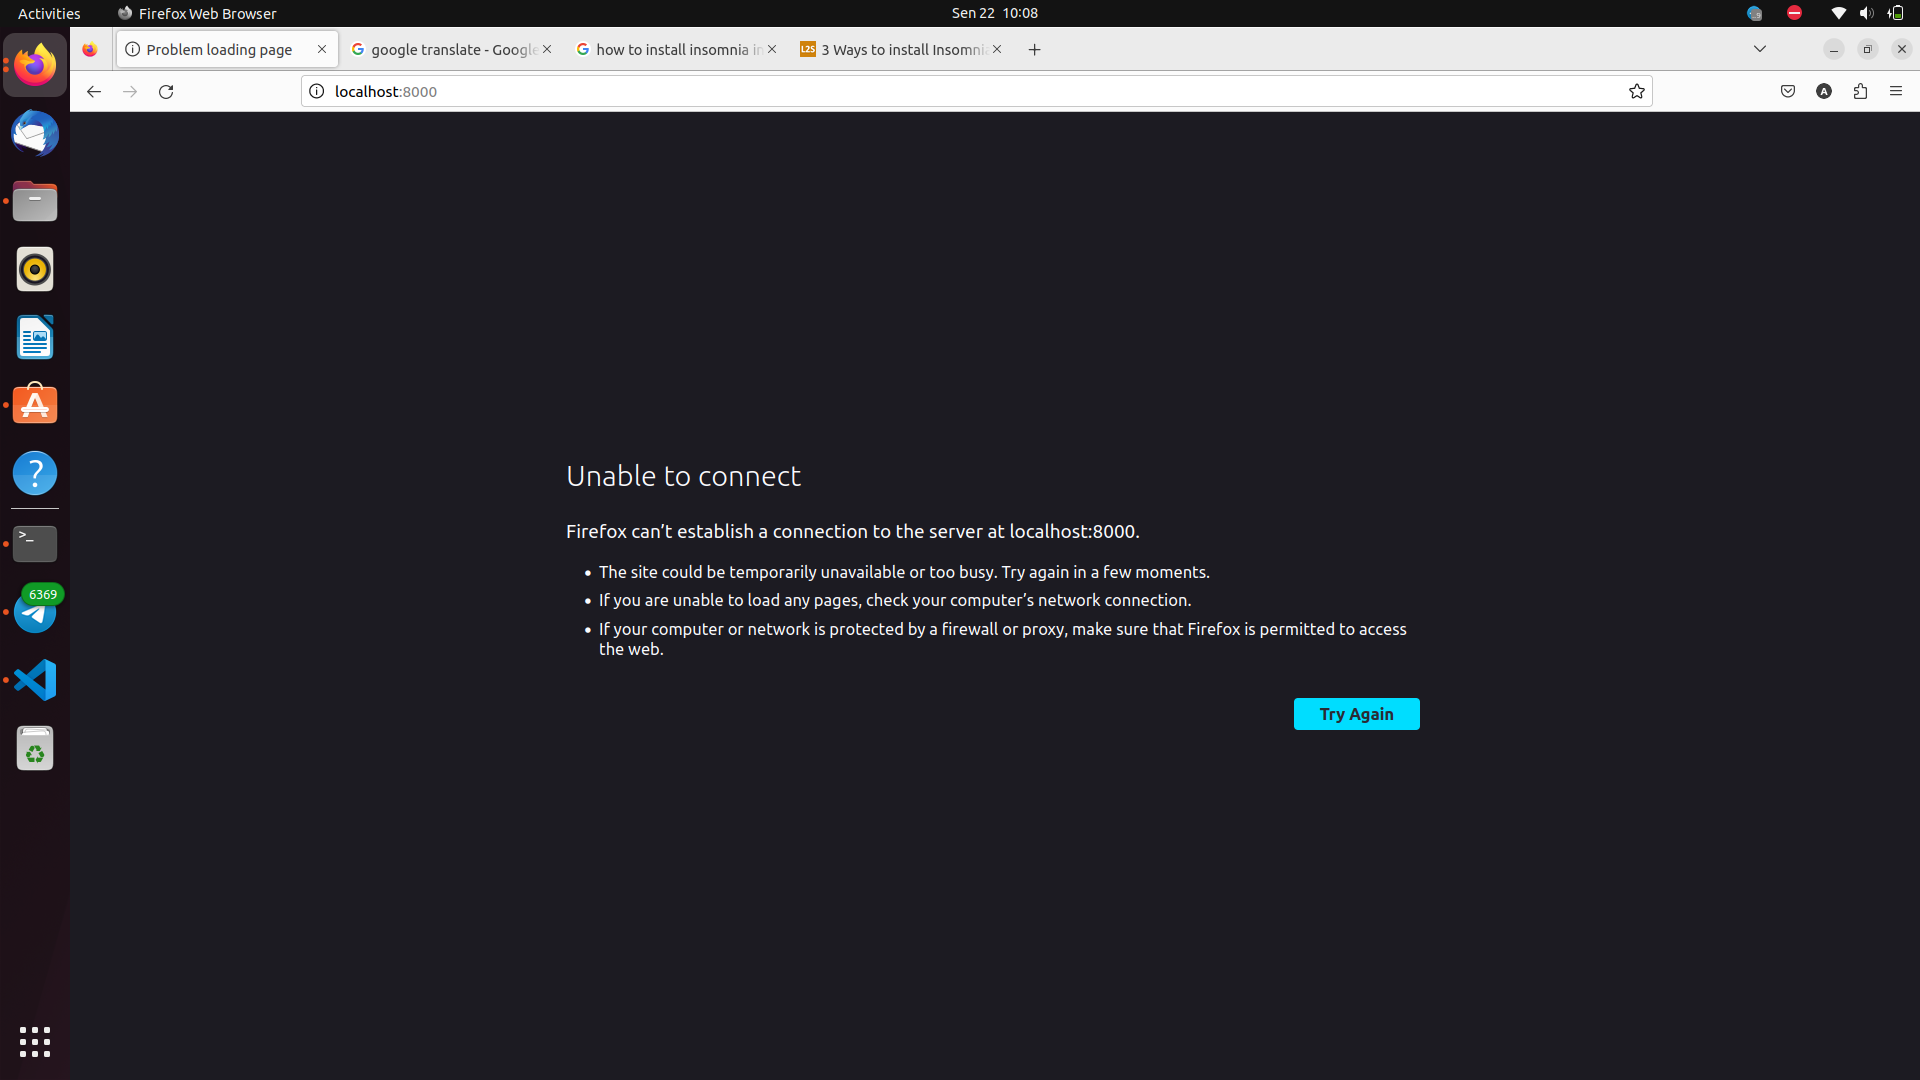 Activities
Firefox Web Browser
Sen 22 10:08
Problem loading page
google translate - Google
how to install insomnia in
L2S
3 Ways to install Insomnia
localhost:8000
A
Unable to connect
Firefox can’t establish a connection to the server at localhost:8000.
• The site could be temporarily unavailable or too busy. Try again in a few moments.
• If you are unable to load any pages, check your computer’s network connection.
• If your computer or network is protected by a firewall or proxy, make sure that Firefox is permitted to access
the web.
Try Again
?
>_
6369